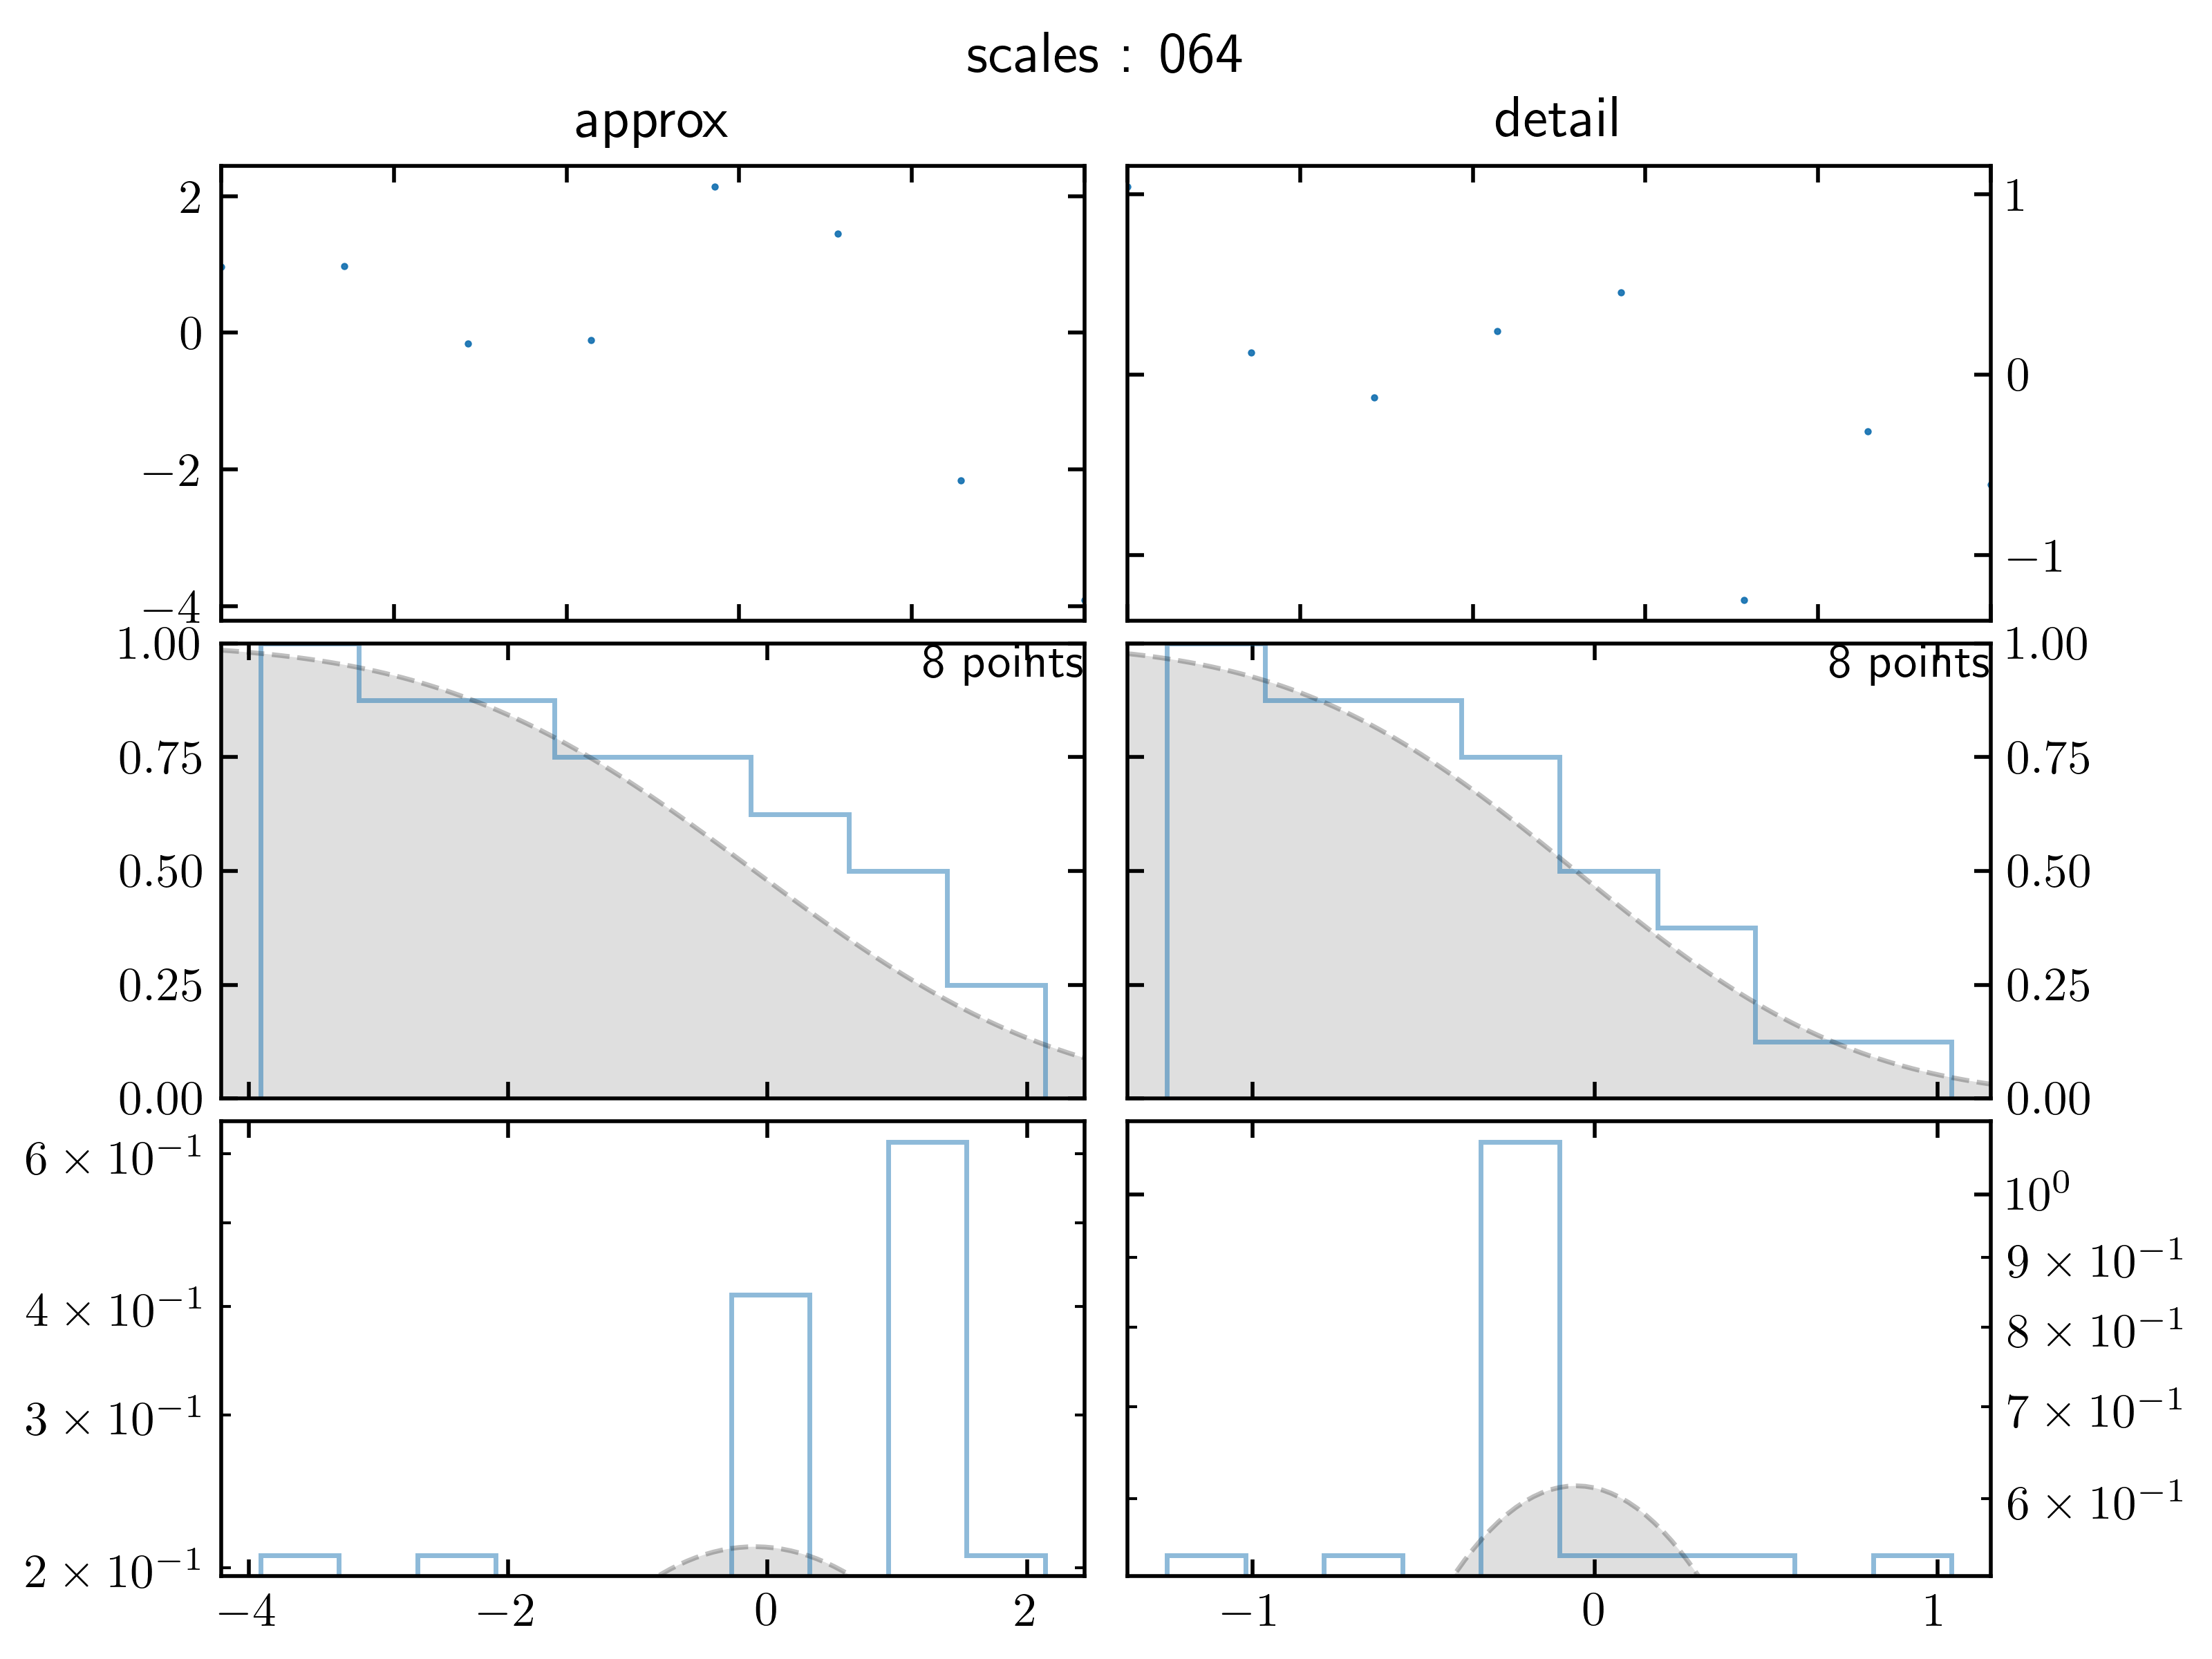 scales : 064
approx
detail
2
0
−2
−4
1
0
−1
1.00
0.75
0.50
0.25
0.00
8 points
8 points
1.00
0.75
0.50
0.25
0.00
6 × 10⁻¹
4 × 10⁻¹
3 × 10⁻¹
2 × 10⁻¹
10⁰
9 × 10⁻¹
8 × 10⁻¹
7 × 10⁻¹
6 × 10⁻¹
−4 −2 0 2
−1 0 1